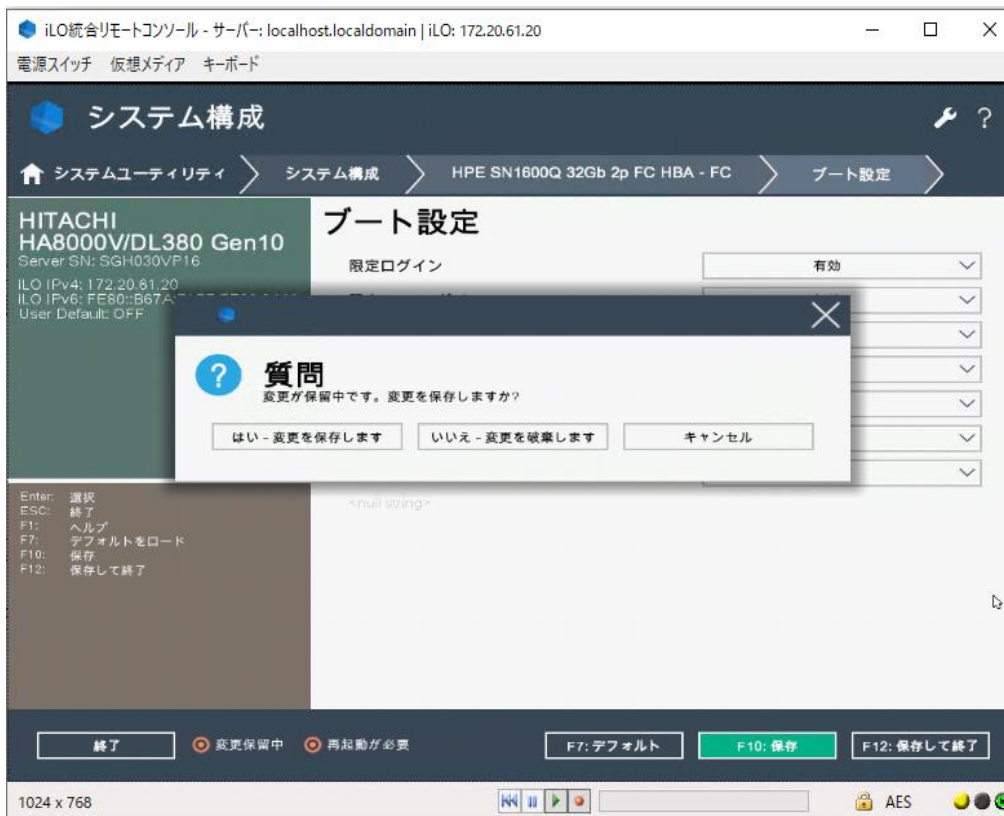 iLO統合リモートコンソール - サーバー: localhost.localdomain | iLO: 172.20.61.20
電源スイッチ 仮想メディア キーボード
システム構成
?
システムユーティリティ システム構成 HPE SN1600Q 32Gb 2p FC HBA - FC ブート設定
HITACHI
HA8000V/DL380 Gen10
Server SN: SGH030VP16
iLO IPv4: 172.20.61.20
iLO IPv6: FE80::B67A
User Default: OFF
ブート設定
限定ログイン 有効
質問
変更が保留中です。変更を保存しますか?
はい - 変更を保存します いいえ - 変更を破棄します キャンセル
<null string>
Enter: 選択
ESC: 終了
F1: ヘルプ
F7: デフォルトをロード
F10: 保存
F12: 保存して終了
終了 変更保留中 再起動が必要 F7: デフォルト F10: 保存 F12: 保存して終了
1024 x 768 AES